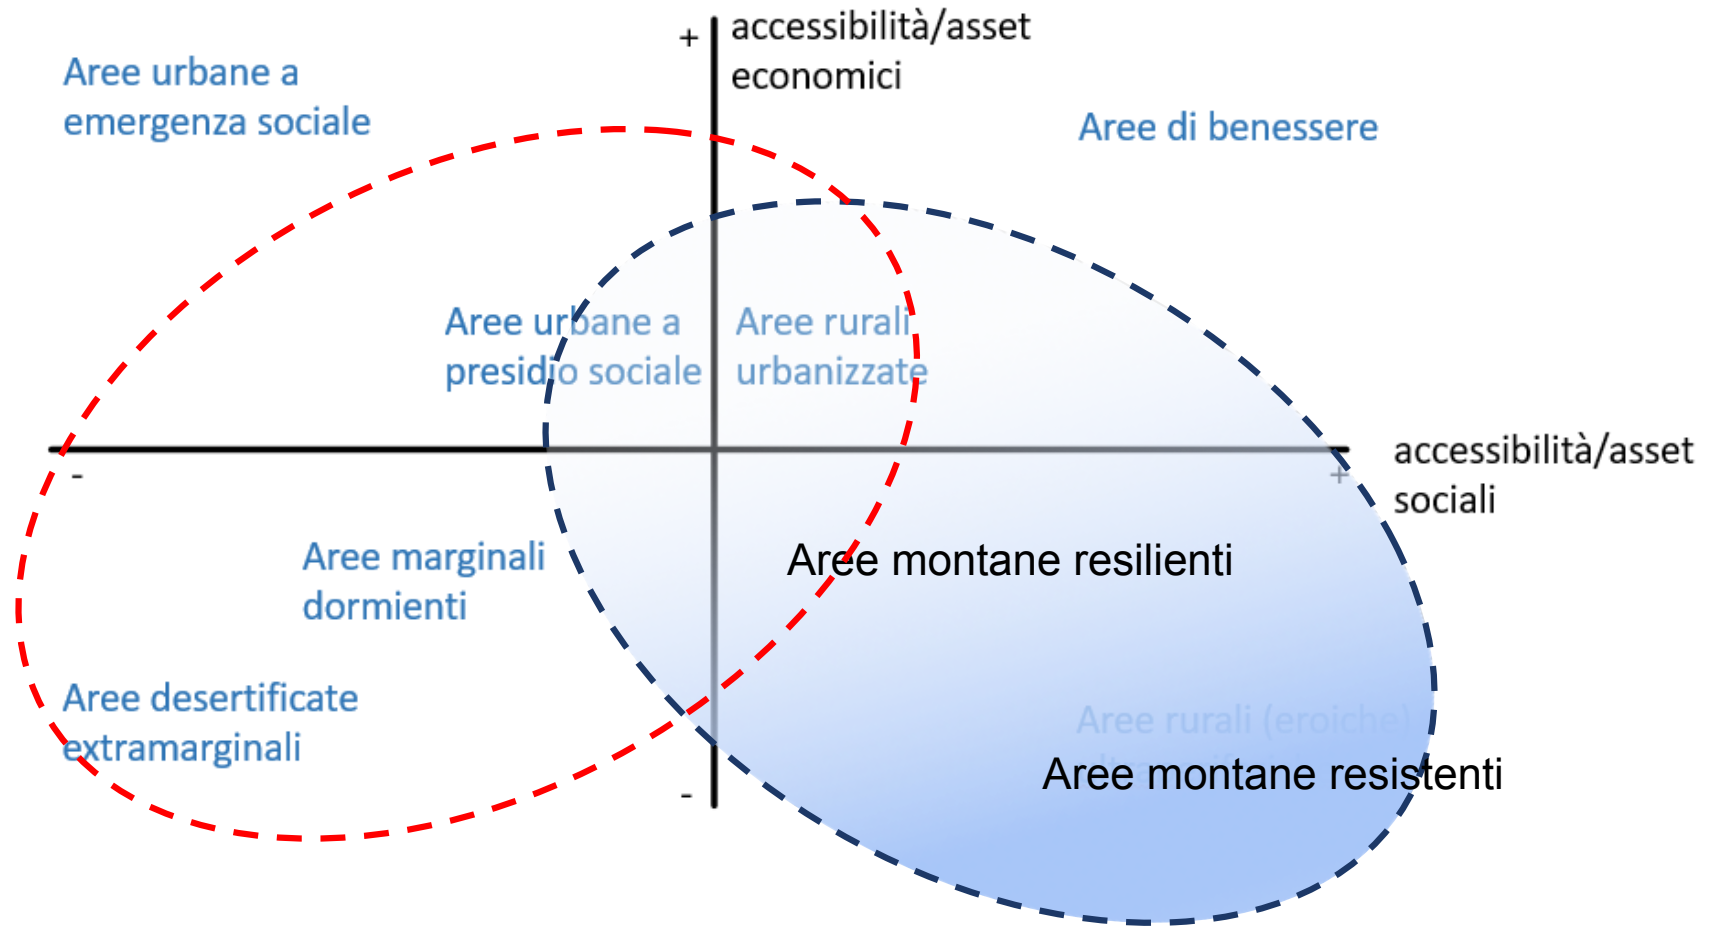 +
accessibilità/asset
economici
Aree urbane a
emergenza sociale
Aree di benessere
Aree urbane a
presidio sociale
Aree rurali
urbanizzate
-
+
accessibilità/asset
sociali
Aree marginali
dormienti
Aree montane resilienti
Aree desertificate
extramarginali
Aree rurali (eroiche)
Aree montane resistenti
-